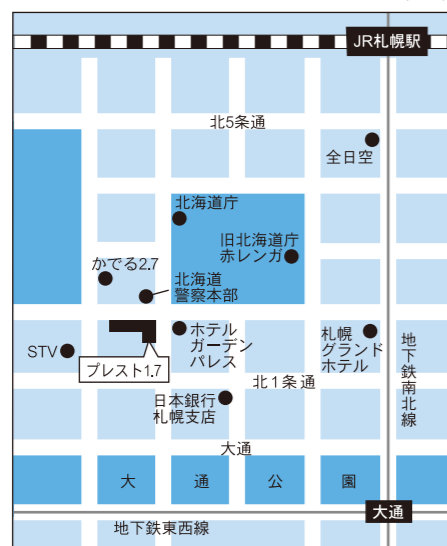 JR札幌駅
北5条通
全日空
北海道庁
旧北海道庁
赤レンガ
かでる2.7
北海道
警察本部
STV
プレスト1.7
ホテル
ガーデン
パレス
札幌
グランド
ホテル
地下鉄南北線
北1条通
日本銀行
札幌支店
大通
大通公園
大通
地下鉄東西線